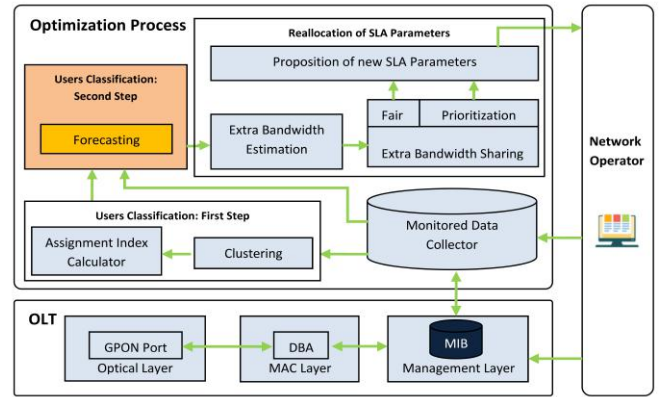 Optimization Process
Reallocation of SLA Parameters
Proposition of new SLA Parameters
Users Classification:
Second Step
Forecasting
Extra Bandwidth
Estimation
Fair
Prioritization
Extra Bandwidth Sharing
Network
Operator
Users Classification: First Step
Assignment Index
Calculator
Clustering
Monitored Data
Collector
OLT
GPON Port
Optical Layer
DBA
MAC Layer
MIB
Management Layer